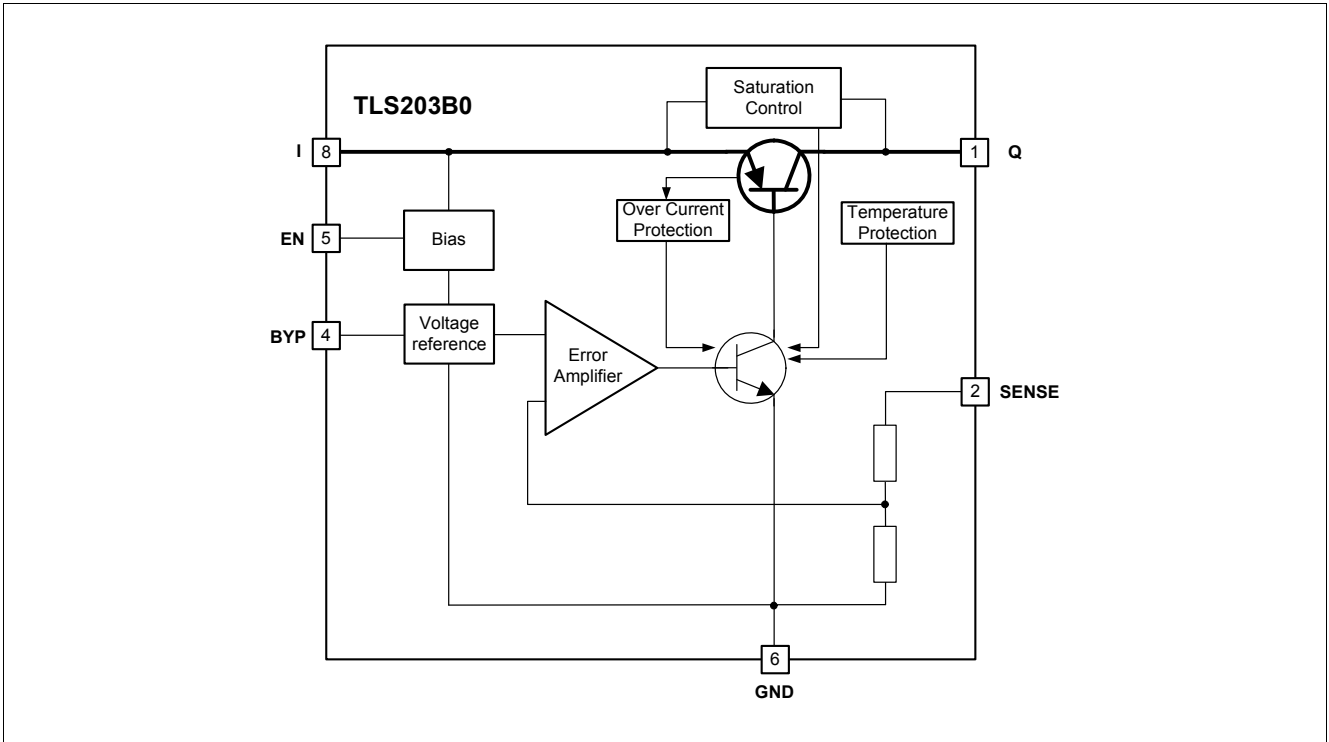 TLS203B0
Saturation
Control
I
8
1
Q
Over Current
Protection
Temperature
Protection
EN
5
Bias
BYP
4
Voltage
reference
Error
Amplifier
2
SENSE
6
GND